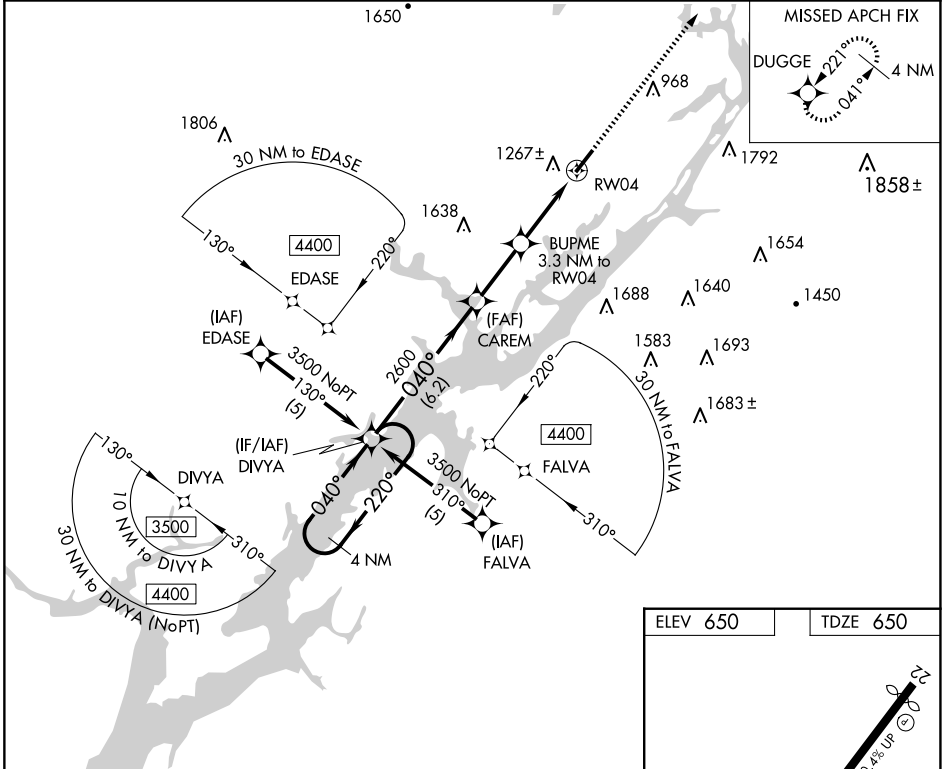 1650
MISSED APCH FIX
DUGGE
221°
041°
4 NM
968
1806
30 NM to EDASE
1267±
RW04
1792
1858±
130°
4400
220°
EDASE
1638
BUPME
3.3 NM to
RW04
1654
1688
1640
1450
(IAF)
EDASE
3500 NoPT
130°
(5)
(FAF)
CAREM
2600
040°
(6.2)
1583
1693
1683±
220°
30 NM to FALVA
4400
FALVA
310°
(IF/IAF)
DIVYA
3500 NoPT
310°
(5)
(IAF)
FALVA
040°
220°
4 NM
130°
DIVYA
3500
10 NM to DIVYA
310°
4400
30 NM to DIVYA (NoPT)
ELEV 650
TDZE 650
22
P
0.4% UP